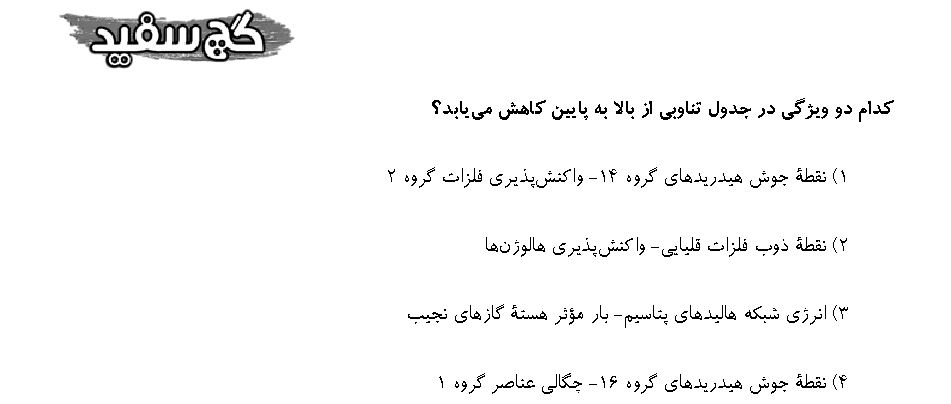 گچ سفید
کدام دو ویژگی در جدول تناوبی از بالا به پایین کاهش می‌یابد؟
۱) نقطهٔ جوش هیدریدهای گروه ۱۴- واکنش‌پذیری فلزات گروه ۲
۲) نقطهٔ ذوب فلزات قلیایی- واکنش‌پذیری هالوژن‌ها
۳) انرژی شبکه هالیدهای پتاسیم- بار مؤثر هستهٔ گازهای نجیب
۴) نقطهٔ جوش هیدریدهای گروه ۱۶- چگالی عناصر گروه ۱